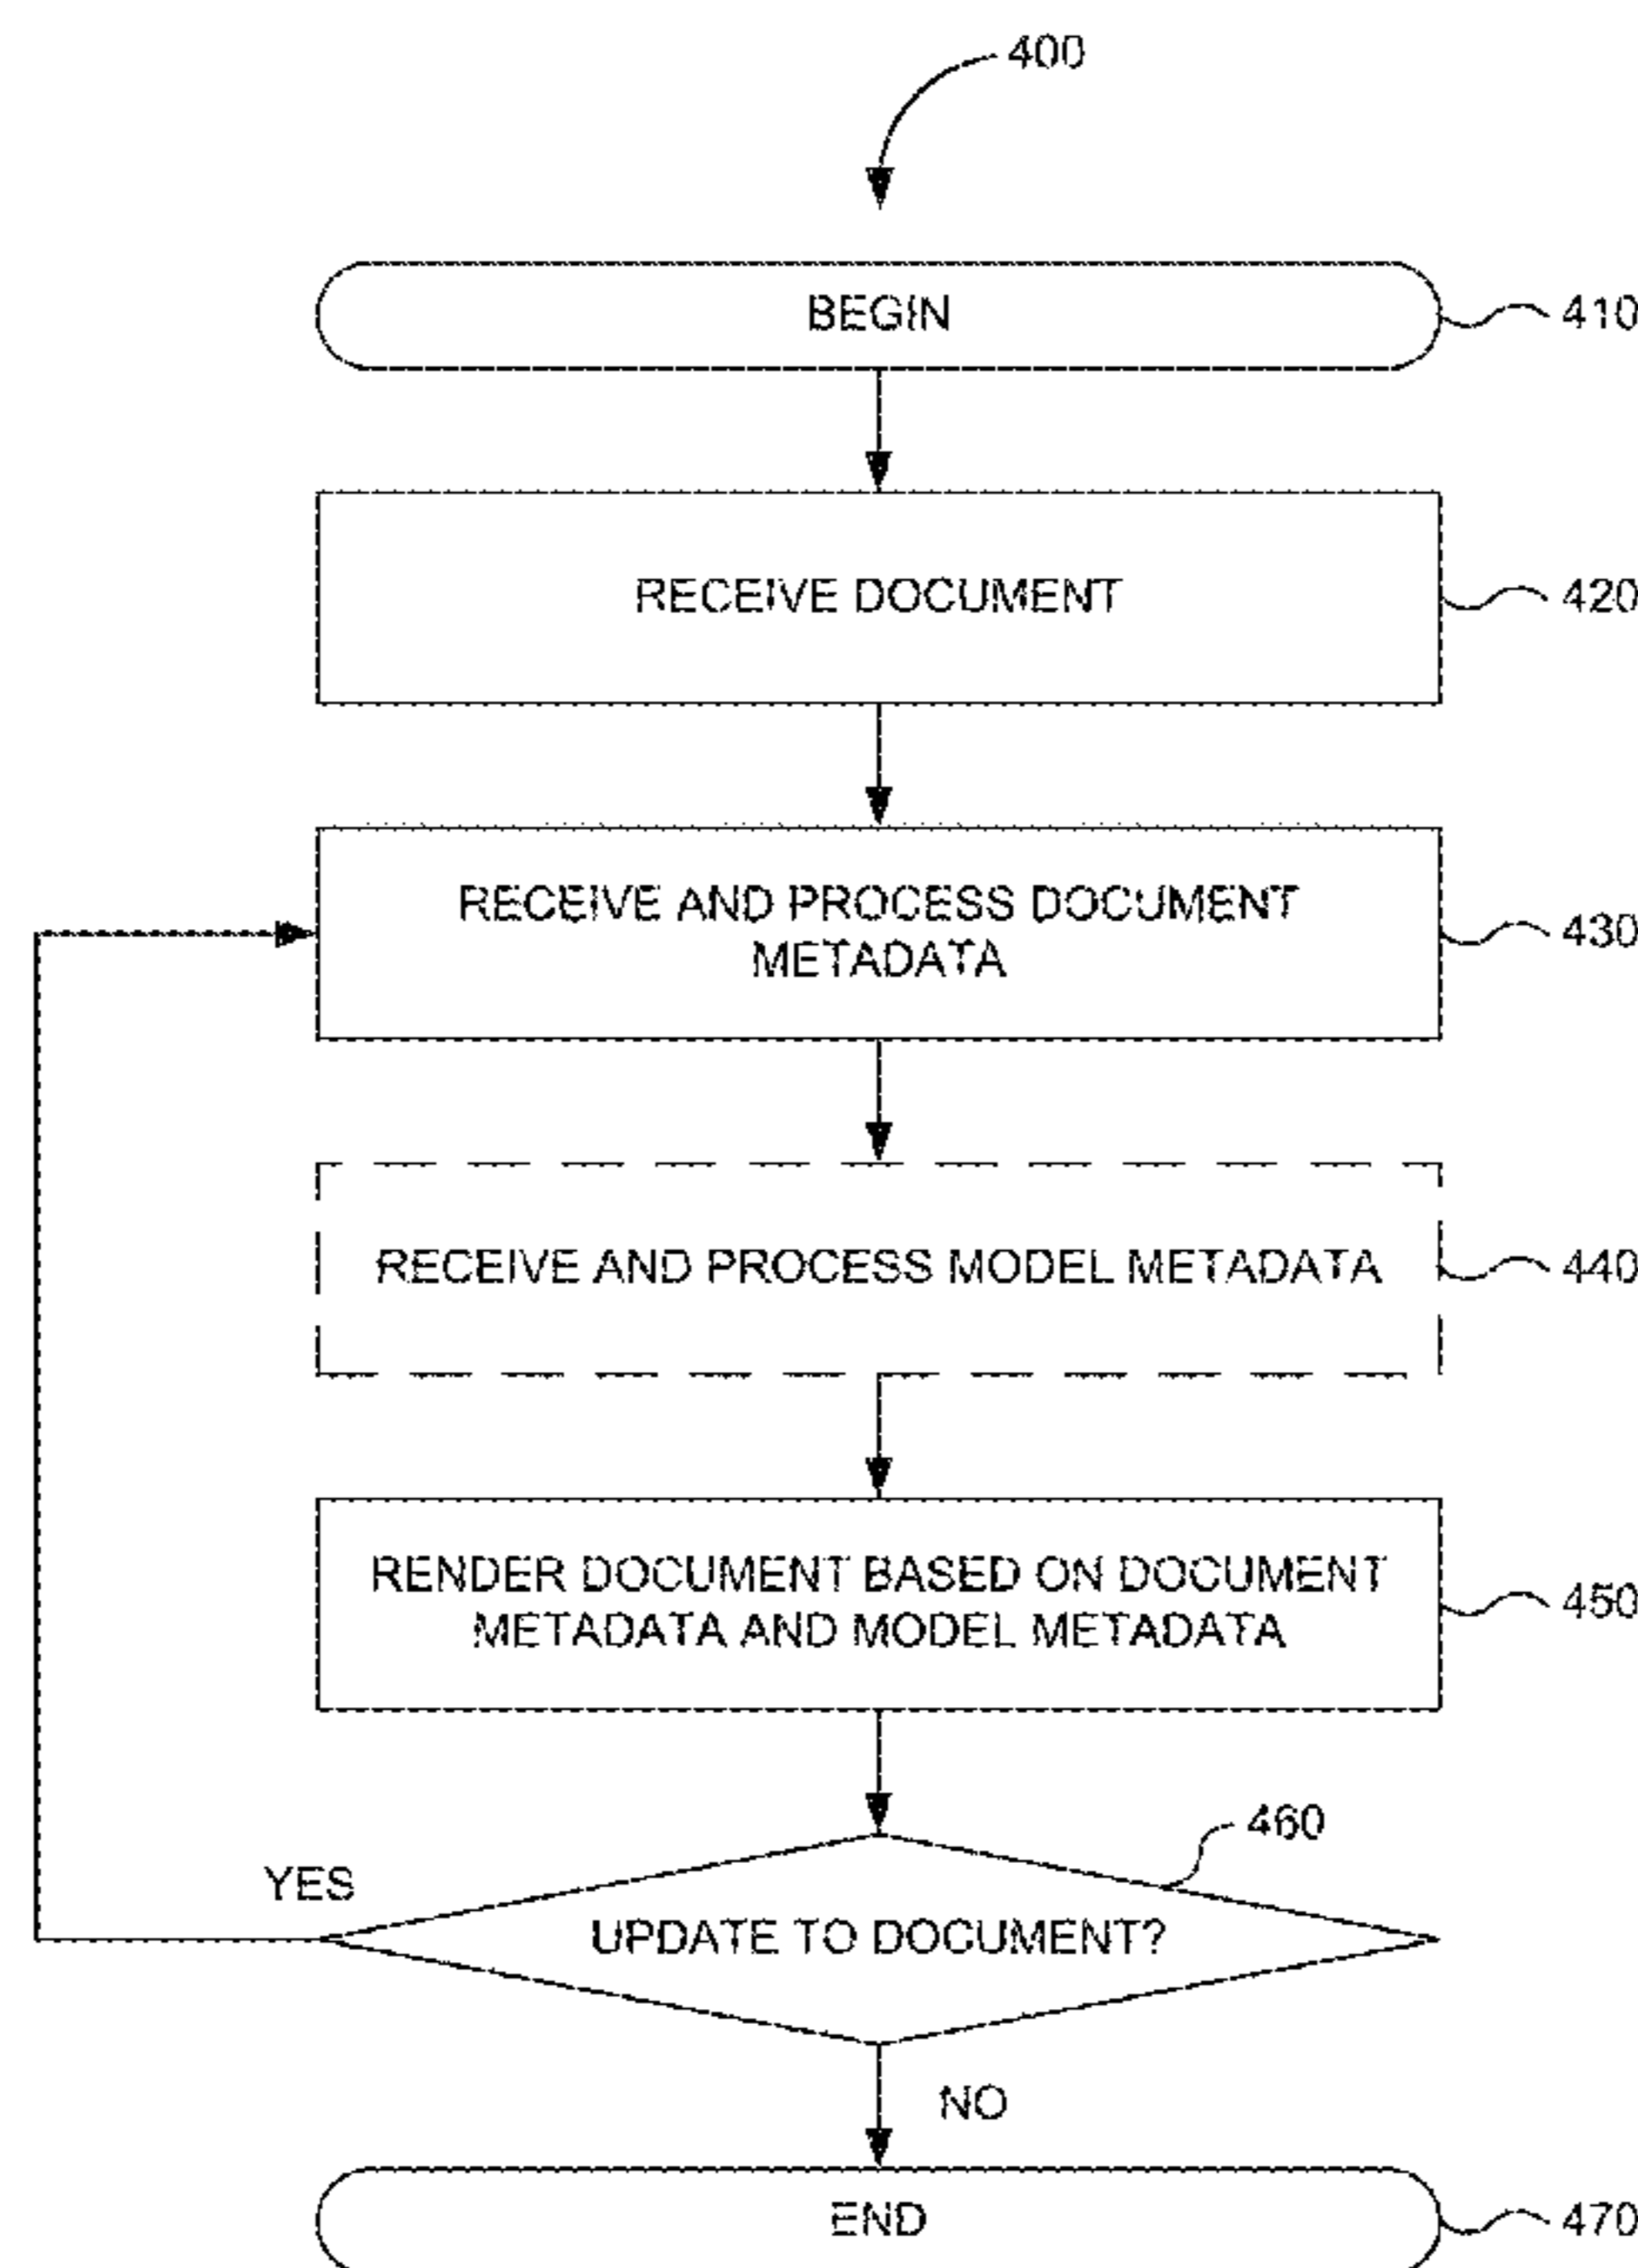 400
BEGIN
410
RECEIVE DOCUMENT
420
RECEIVE AND PROCESS DOCUMENT
METADATA
430
RECEIVE AND PROCESS MODEL METADATA
440
RENDER DOCUMENT BASED ON DOCUMENT
METADATA AND MODEL METADATA
450
460
YES
UPDATE TO DOCUMENT?
NO
END
470